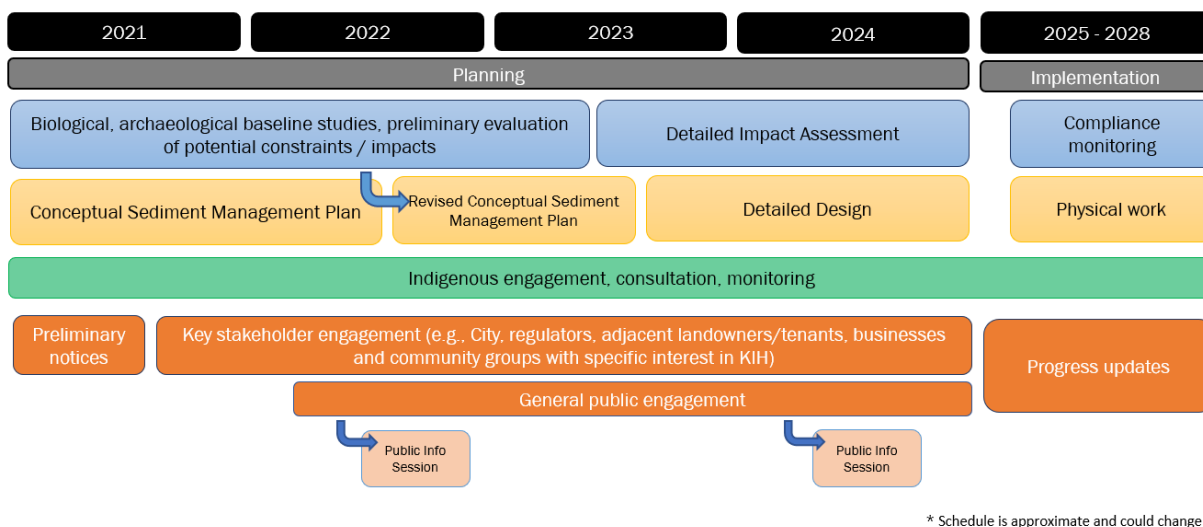 2021
2022
2023
2024
2025 - 2028
Planning
Implementation
Biological, archaeological baseline studies, preliminary evaluation
of potential constraints / impacts
Detailed Impact Assessment
Compliance
monitoring
Conceptual Sediment Management Plan
Revised Conceptual Sediment
Management Plan
Detailed Design
Physical work
Indigenous engagement, consultation, monitoring
Preliminary
notices
Key stakeholder engagement (e.g., City, regulators, adjacent landowners/tenants, businesses
and community groups with specific interest in KIH)
Progress updates
General public engagement
Public Info
Session
Public Info
Session
* Schedule is approximate and could change